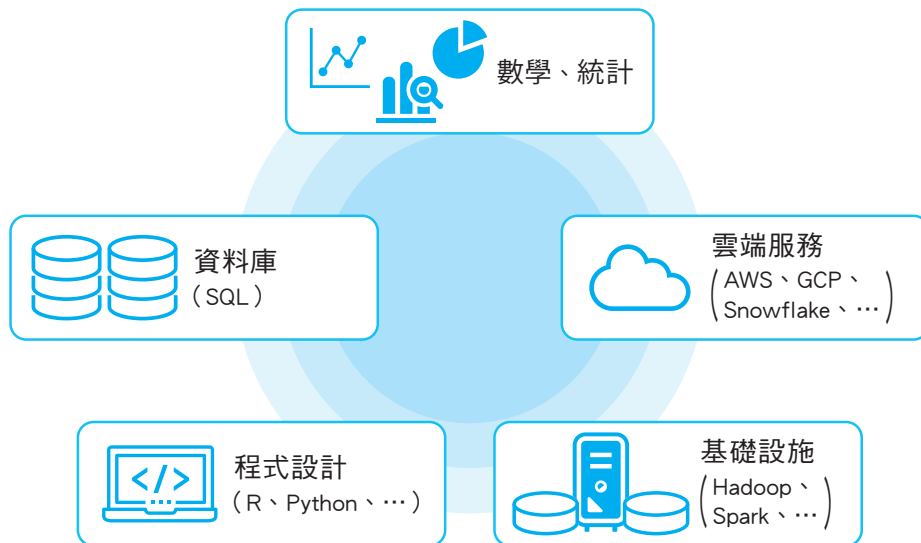 數學、統計
資料庫
（SQL）
雲端服務
（AWS、GCP、
Snowflake、…）
程式設計
（R、Python、…）
基礎設施
（Hadoop、
Spark、…）